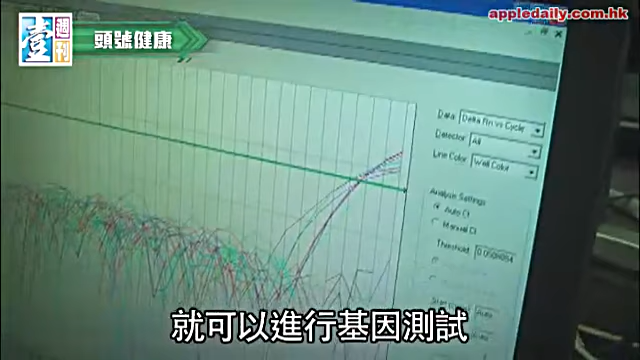 appledaily.com.hk
壹週刊
頭號健康
Data: Delta Rn vs Cycle
Detector: All
Line Color: Well Color
Analysis Settings
Auto Ct
Manual Ct
Threshold:
Auto
就可以進行基因測試